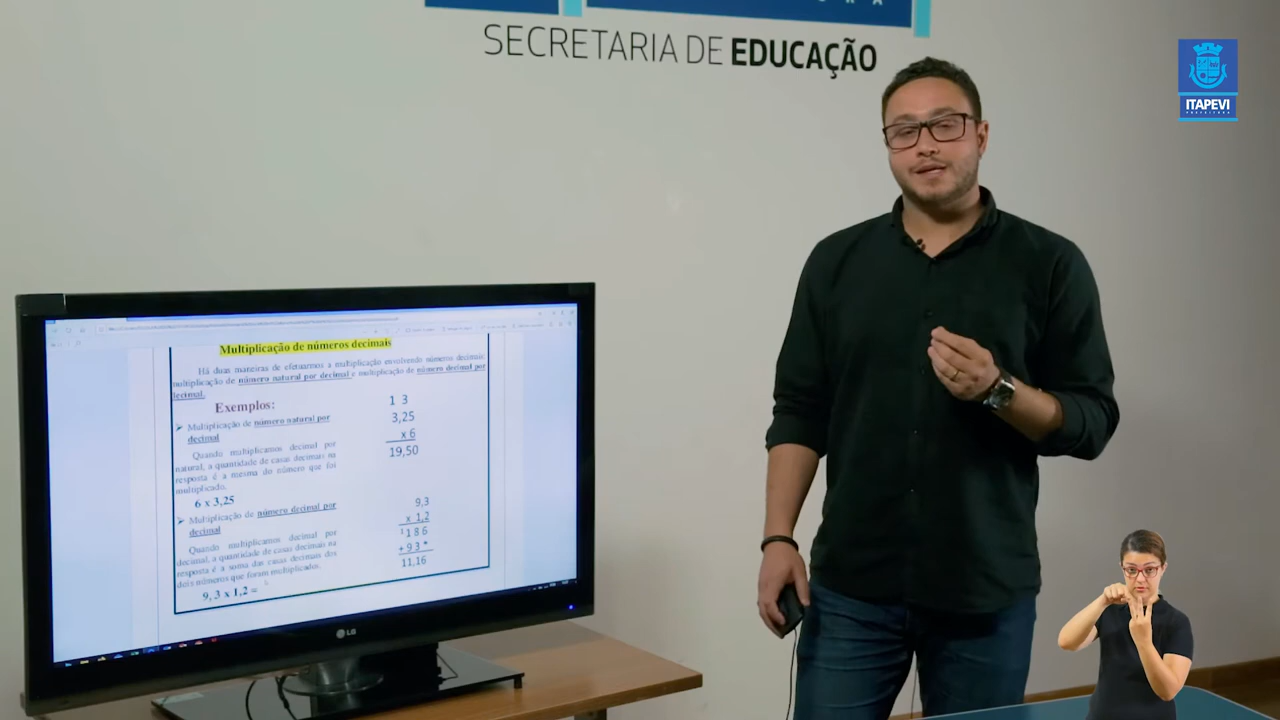 SECRETARIA DE EDUCAÇÃO
ITAPEVI
PREFEITURA
Multiplicação de números decimais
Há duas maneiras de efetuarmos a multiplicação envolvendo números decimais:
multiplicação de número natural por decimal e multiplicação de número decimal por
decimal.
Exemplos:
Multiplicação de número natural por
decimal
Quando multiplicamos decimal por
natural, a quantidade de casas decimais na
resposta é a mesma do número que foi
multiplicado.
6 x 3,25
1 3
3,25
x 6
19,50
Multiplicação de número decimal por
decimal
Quando multiplicamos decimal por
decimal, a quantidade de casas decimais na
resposta é a soma das casas decimais dos
deis números que foram multiplicados.
9, 3 x 1,2 =
9,3
x 1,2
1186
+ 93*
11,16
LG